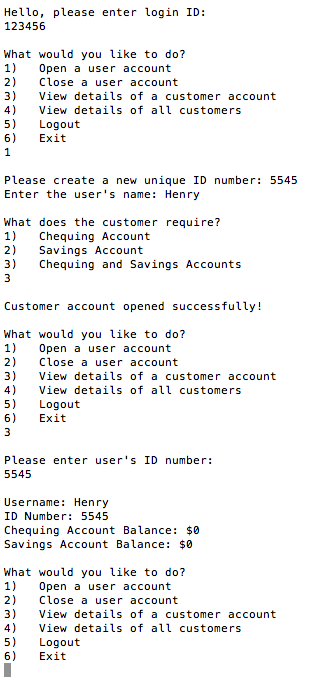 Hello, please enter login ID:
123456
What would you like to do?
1) Open a user account
2) Close a user account
3) View details of a customer account
4) View details of all customers
5) Logout
6) Exit
1
Please create a new unique ID number: 5545
Enter the user's name: Henry
What does the customer require?
1) Chequing Account
2) Savings Account
3) Chequing and Savings Accounts
3
Customer account opened successfully!
What would you like to do?
1) Open a user account
2) Close a user account
3) View details of a customer account
4) View details of all customers
5) Logout
6) Exit
3
Please enter user's ID number:
5545
Username: Henry
ID Number: 5545
Chequing Account Balance: $0
Savings Account Balance: $0
What would you like to do?
1) Open a user account
2) Close a user account
3) View details of a customer account
4) View details of all customers
5) Logout
6) Exit